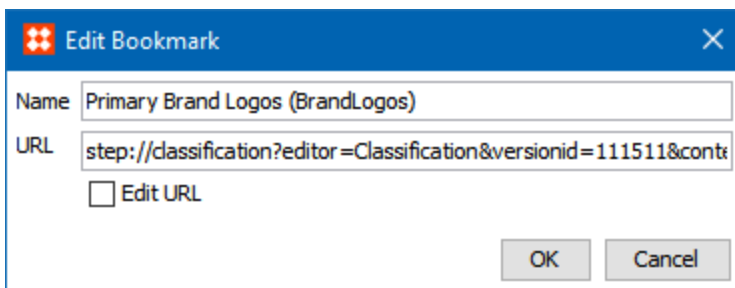 Edit Bookmark
Name Primary Brand Logos (BrandLogos)
URL step://classification?editor=Classification&versionid=111511&conte
Edit URL
OK Cancel